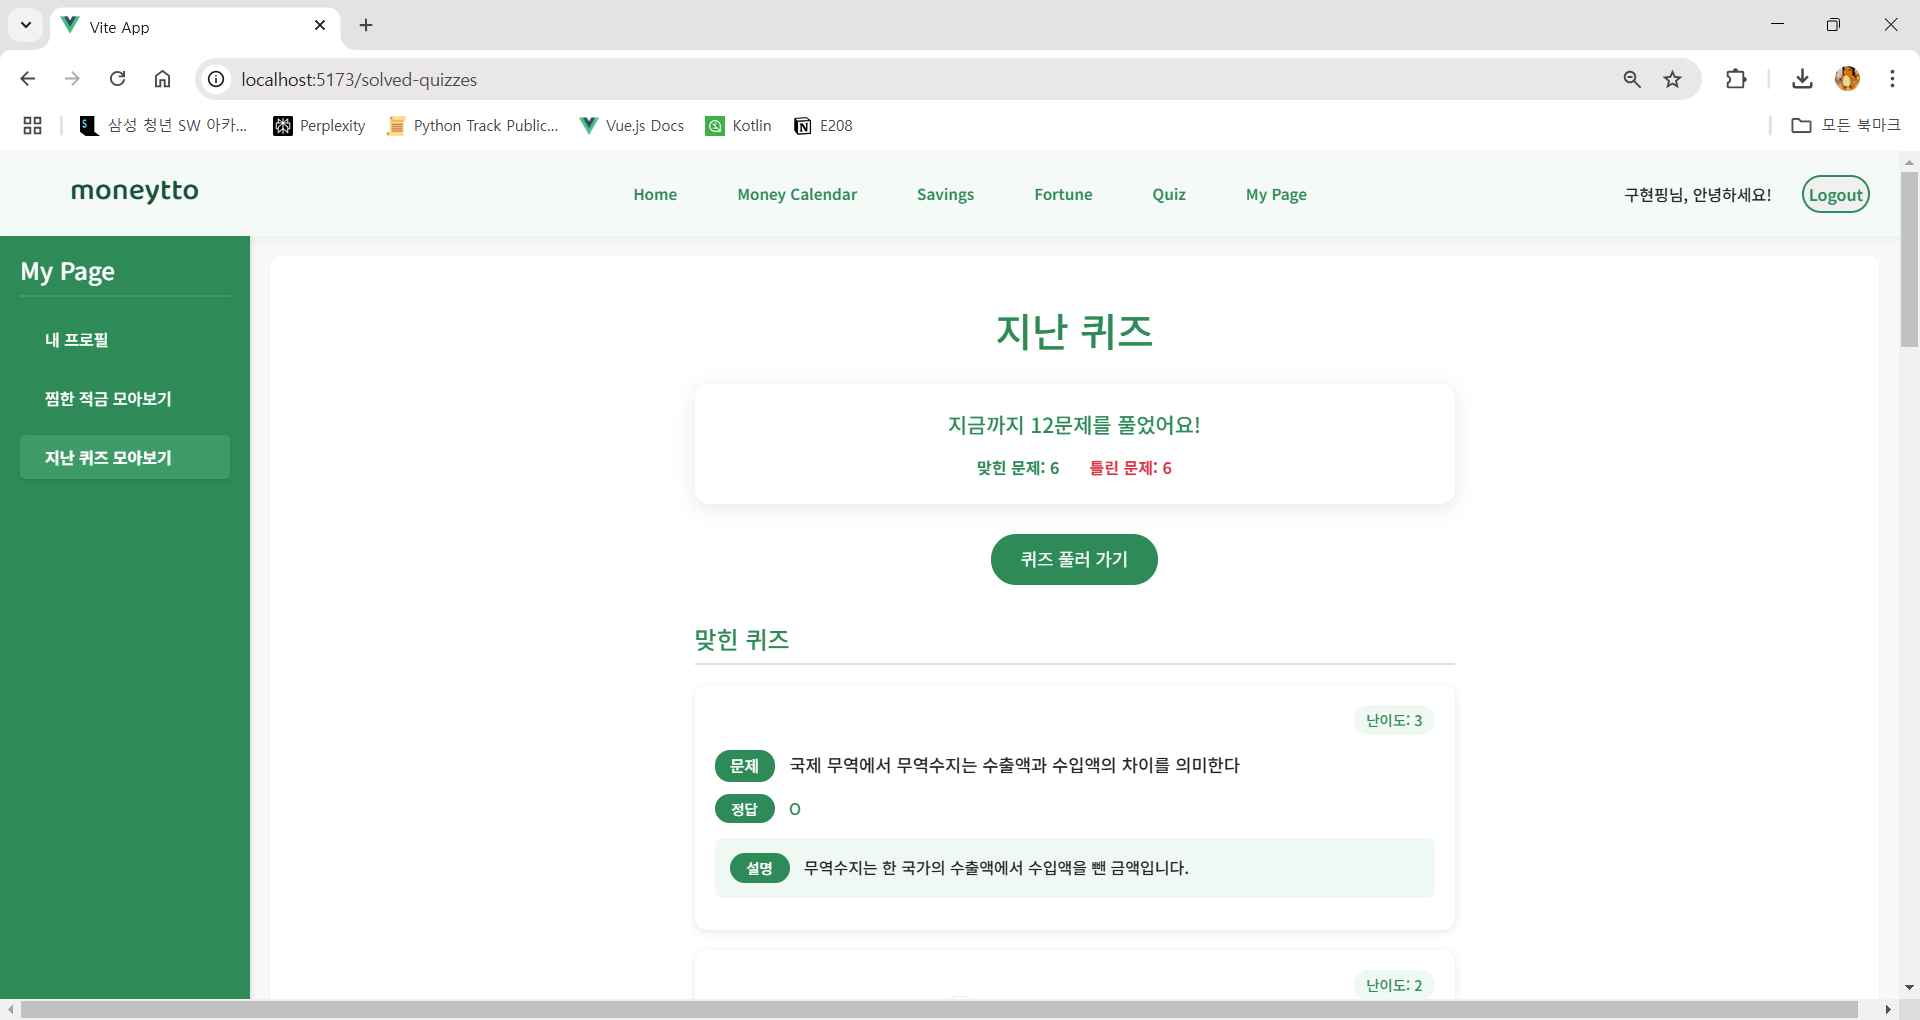 Vite App
localhost:5173/solved-quizzes
삼성 청년 SW 아카...
Perplexity
Python Track Public...
Vue.js Docs
Kotlin
E208
모든 북마크
moneytto
Home
Money Calendar
Savings
Fortune
Quiz
My Page
구현핑님, 안녕하세요!
Logout
My Page
내 프로필
찜한 적금 모아보기
지난 퀴즈 모아보기
지난 퀴즈
지금까지 12문제를 풀었어요!
맞힌 문제: 6
틀린 문제: 6
퀴즈 풀러 가기
맞힌 퀴즈
난이도: 3
문제 국제 무역에서 무역수지는 수출액과 수입액의 차이를 의미한다
정답 O
설명 무역수지는 한 국가의 수출액에서 수입액을 뺀 금액입니다.
난이도: 2